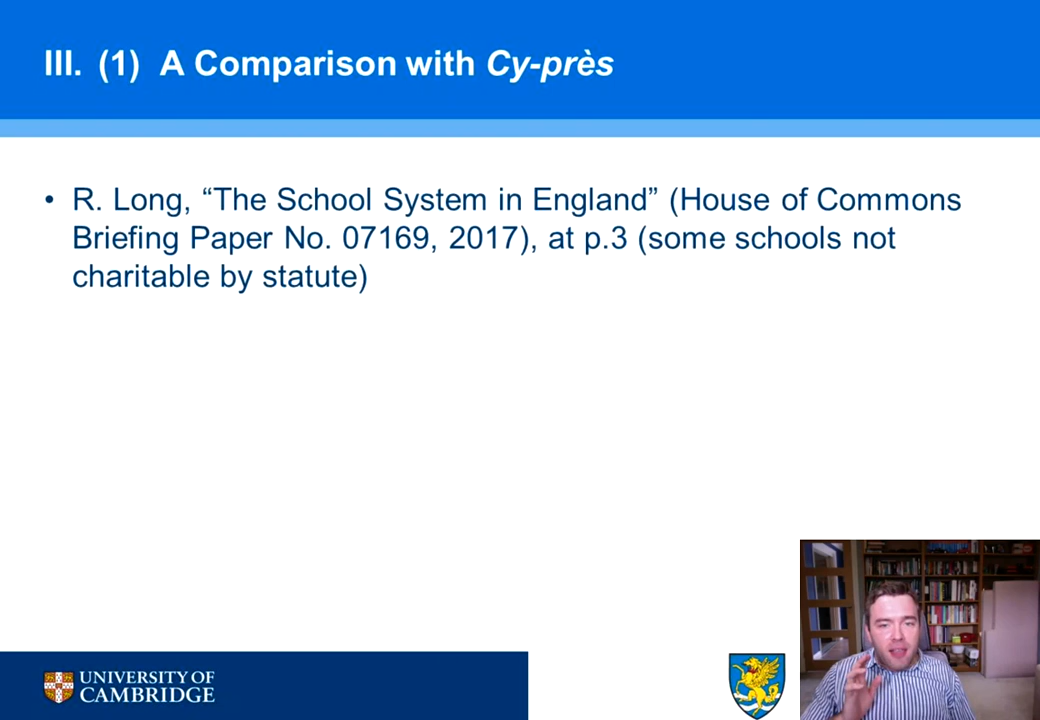 III. (1) A Comparison with Cy-près
• R. Long, “The School System in England” (House of Commons
Briefing Paper No. 07169, 2017), at p.3 (some schools not
charitable by statute)
UNIVERSITY OF
CAMBRIDGE